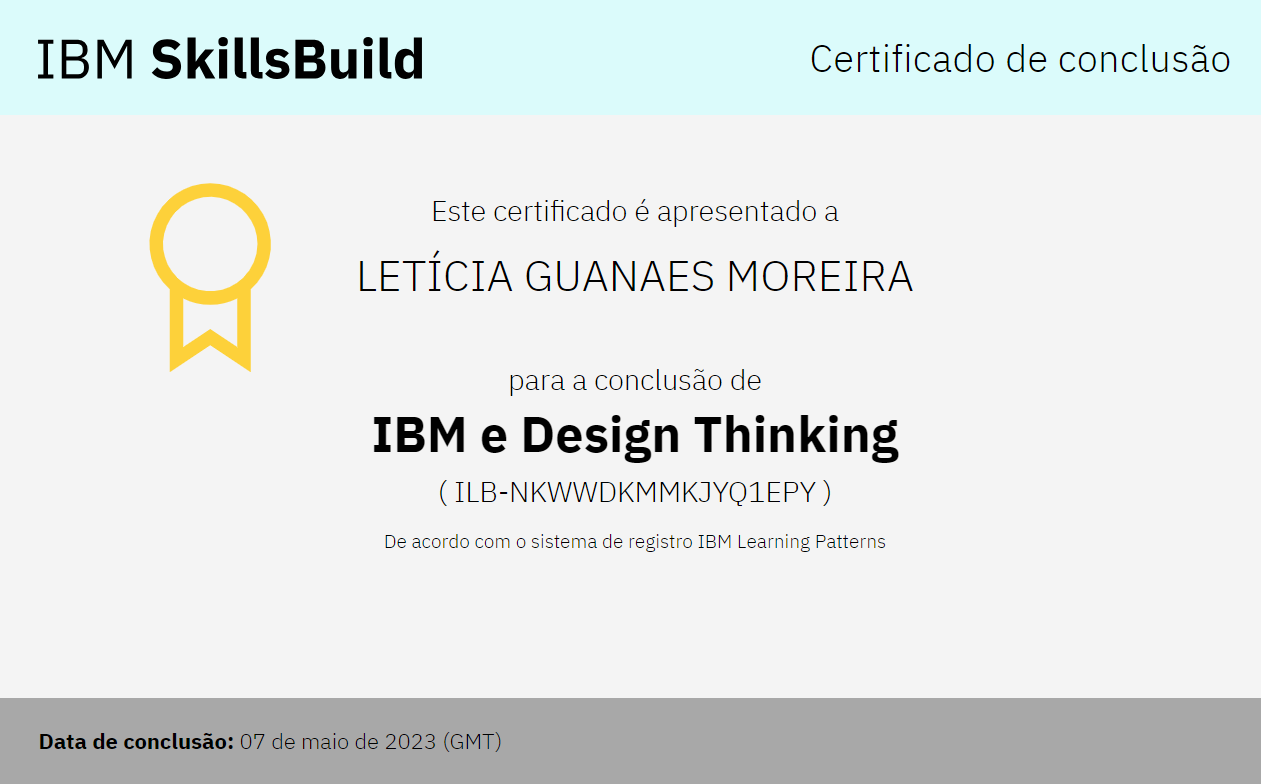 IBM SkillsBuild
Certificado de conclusão
Este certificado é apresentado a
LETÍCIA GUANAES MOREIRA
para a conclusão de
IBM e Design Thinking
( ILB-NKWWDKMMKJYQ1EPY )
De acordo com o sistema de registro IBM Learning Patterns
Data de conclusão: 07 de maio de 2023 (GMT)